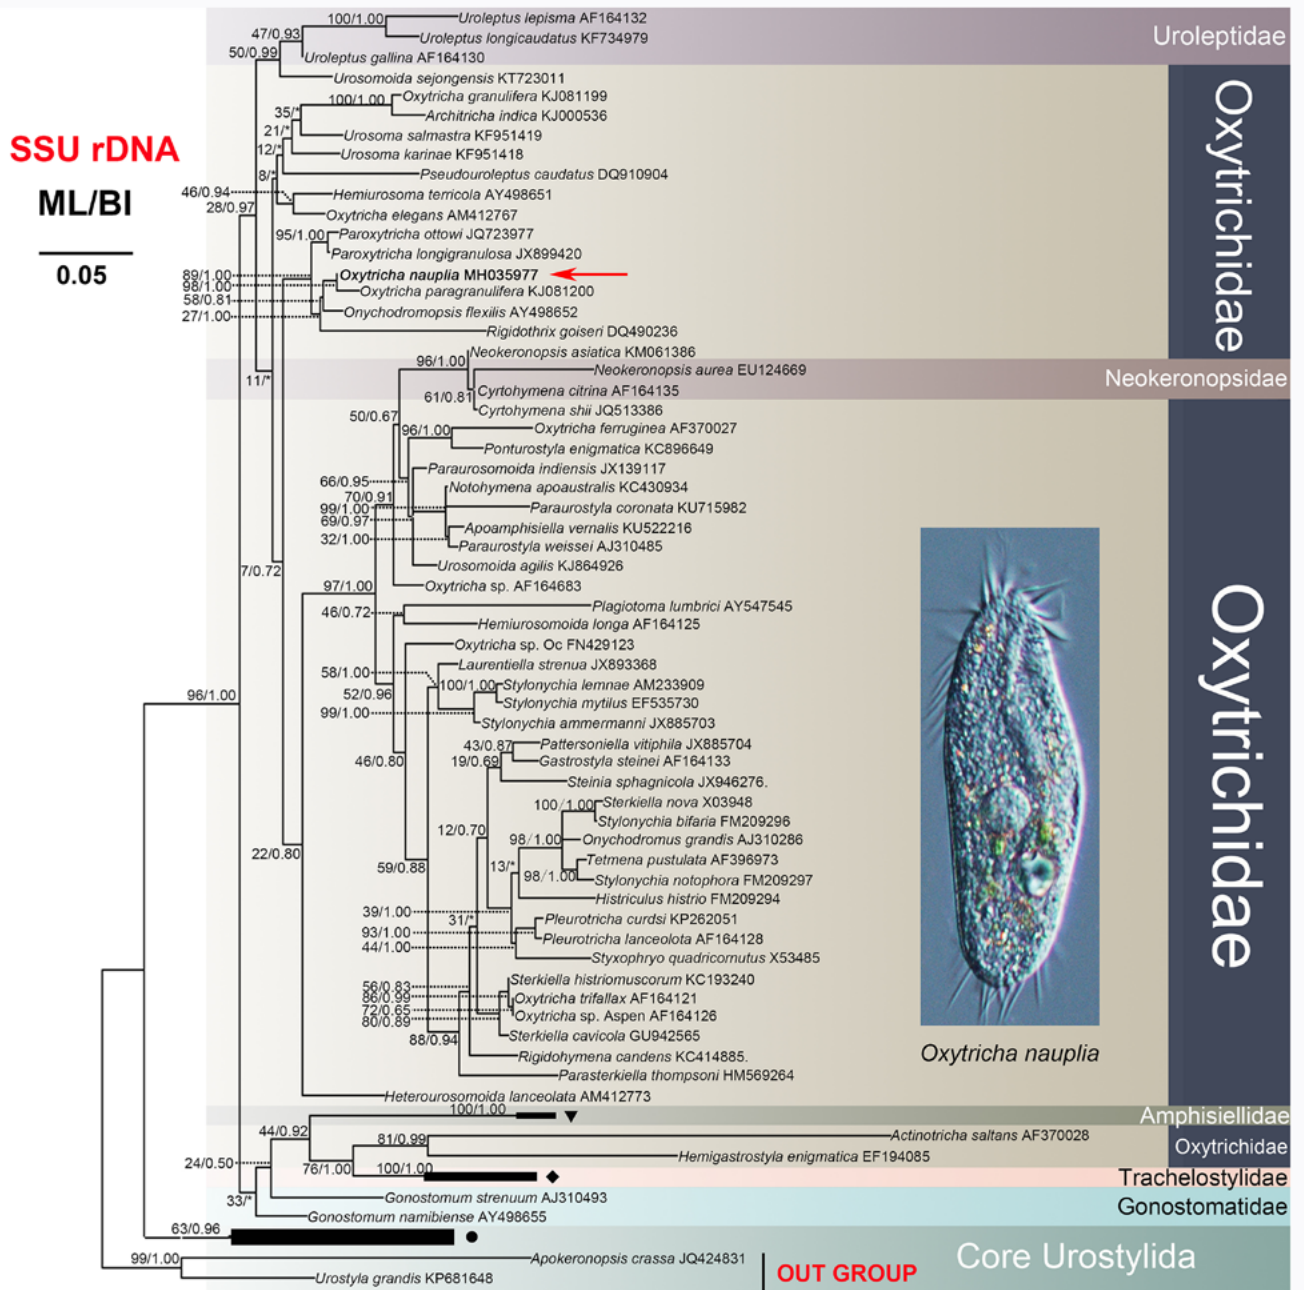 100/1.00
Uroleptus lepisma AF164132
47/0.93
Uroleptus longicaudatus KF734979
Uroleptidae
50/0.99
Uroleptus gallina AF164130
Urosomoida sejongensis KT723011
100/1.00
Oxytricha granulifera KJ081199
35/*
Architricha indica KJ000536
21/*
Urosoma salmastra KF951419
SSU rDNA
12/*
Urosoma karinae KF951418
8/*
Pseudouroleptus caudatus DQ910904
46/0.94
Hemiurosoma terricola AY498651
ML/BI
28/0.97
Oxytricha elegans AM412767
95/1.00
Paroxytricha ottowi JQ723977
Paroxytricha longigranulosa JX899420
0.05
89/1.00
Oxytricha nauplia MH035977
98/1.00
Oxytricha paragranulifera KJ081200
58/0.81
Onychodromopsis flexilis AY498652
27/1.00
Rigidothrix goiseri DQ490236
Oxytrichidae
Neokeronopsis asiatica KM061386
96/1.00
Neokeronopsis aurea EU124669
11/*
Neokeronopsidae
Cyrtohymena citrina AF164135
61/0.81
Cyrtohymena shii JQ513386
50/0.67
96/1.00
Oxytricha ferruginea AF370027
Ponturostyla enigmatica KC896649
Paraurosomoida indiensis JX139117
66/0.95
Notohymena apoaustralis KC430934
70/0.91
99/1.00
Paraurostyla coronata KU715982
69/0.97
Apoamphisiella vernalis KU522216
32/1.00
Paraurostyla weissei AJ310485
Urosomoida agilis KJ864926
7/0.72
97/1.00
Oxytricha sp. AF164683
46/0.72
Plagiotoma lumbrici AY547545
Hemiurosomoida longa AF164125
Oxytricha sp. Oc FN429123
58/1.00
Laurentiella strenua JX893368
100/1.00
Stylonychia lemnae AM233909
96/1.00
52/0.96
Stylonychia mytilus EF535730
99/1.00
Stylonychia ammermanni JX885703
43/0.87
Pattersoniella vitiphila JX885704
46/0.80
19/0.69
Gastrostyla steinei AF164133
Steinia sphagnicola JX946276.
100/1.00
Sterkiella nova X03948
Stylonychia bifaria FM209296
12/0.70
98/1.00
Onychodromus grandis AJ310286
22/0.80
59/0.88
13/*
Tetmena pustulata AF396973
98/1.00
Stylonychia notophora FM209297
Histriculus histrio FM209294
39/1.00
31/*
Pleurotricha curdsi KP262051
93/1.00
Pleurotricha lanceolota AF164128
44/1.00
Styxophryo quadricornutus X53485
56/0.83
Sterkiella histriomuscorum KC193240
86/0.99
Oxytricha trifallax AF164121
72/0.65
Oxytricha sp. Aspen AF164126
80/0.89
Sterkiella cavicola GU942565
88/0.94
Rigidohymena candens KC414885.
Oxytricha nauplia
Parasterkiella thompsoni HM569264
Oxytrichidae
Heterourosomoida lanceolata AM412773
100/1.00
Amphisiellidae
44/0.92
81/0.99
Actinotricha saltans AF370028
Oxytrichidae
Hemigastrostyla enigmatica EF194085
24/0.50
76/1.00
100/1.00
Trachelostylidae
33/*
Gonostomum strenuum AJ310493
Gonostomatidae
Gonostomum namibiense AY498655
63/0.96
Core Urostylida
99/1.00
Apokeronopsis crassa JQ424831
OUT GROUP
Urostyla grandis KP681648